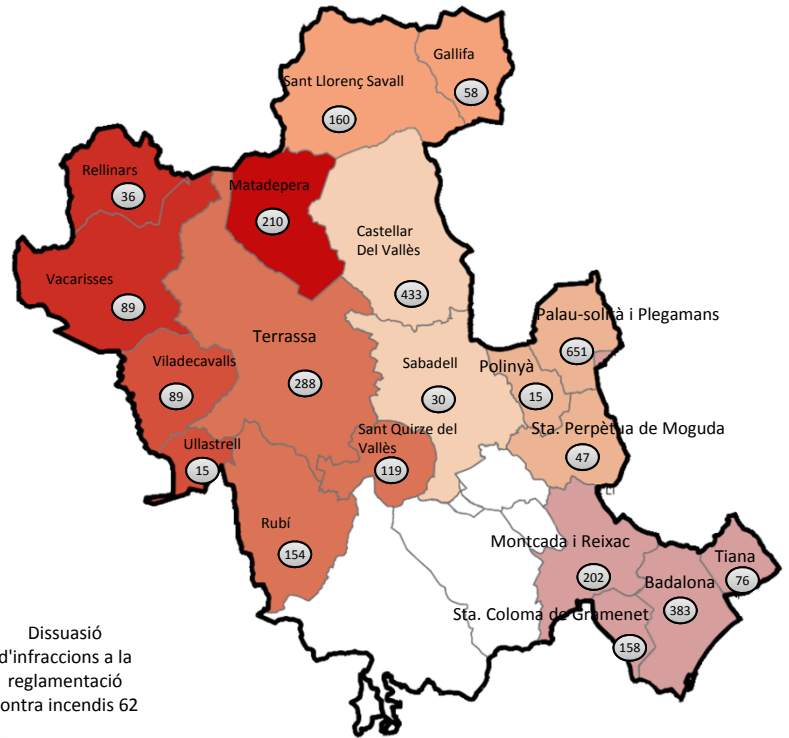 Gallifa
58
Sant Llorenç Savall
160
Rellinars
36
Matadepera
210
Castellar
Del Vallès
433
Vacarisses
89
Palau-solità i Plegamans
651
Terrassa
288
Viladecavalls
89
Sabadell
30
Polinyà
15
Sant Quirze del
Vallès
119
Sta. Perpètua de Moguda
47
Ullastrell
15
Rubí
154
Montcada i Reixac
202
Tiana
76
Badalona
383
Sta. Coloma de Gramenet
158
Dissuasió
d'infraccions a la
reglamentació
ontra incendis 62